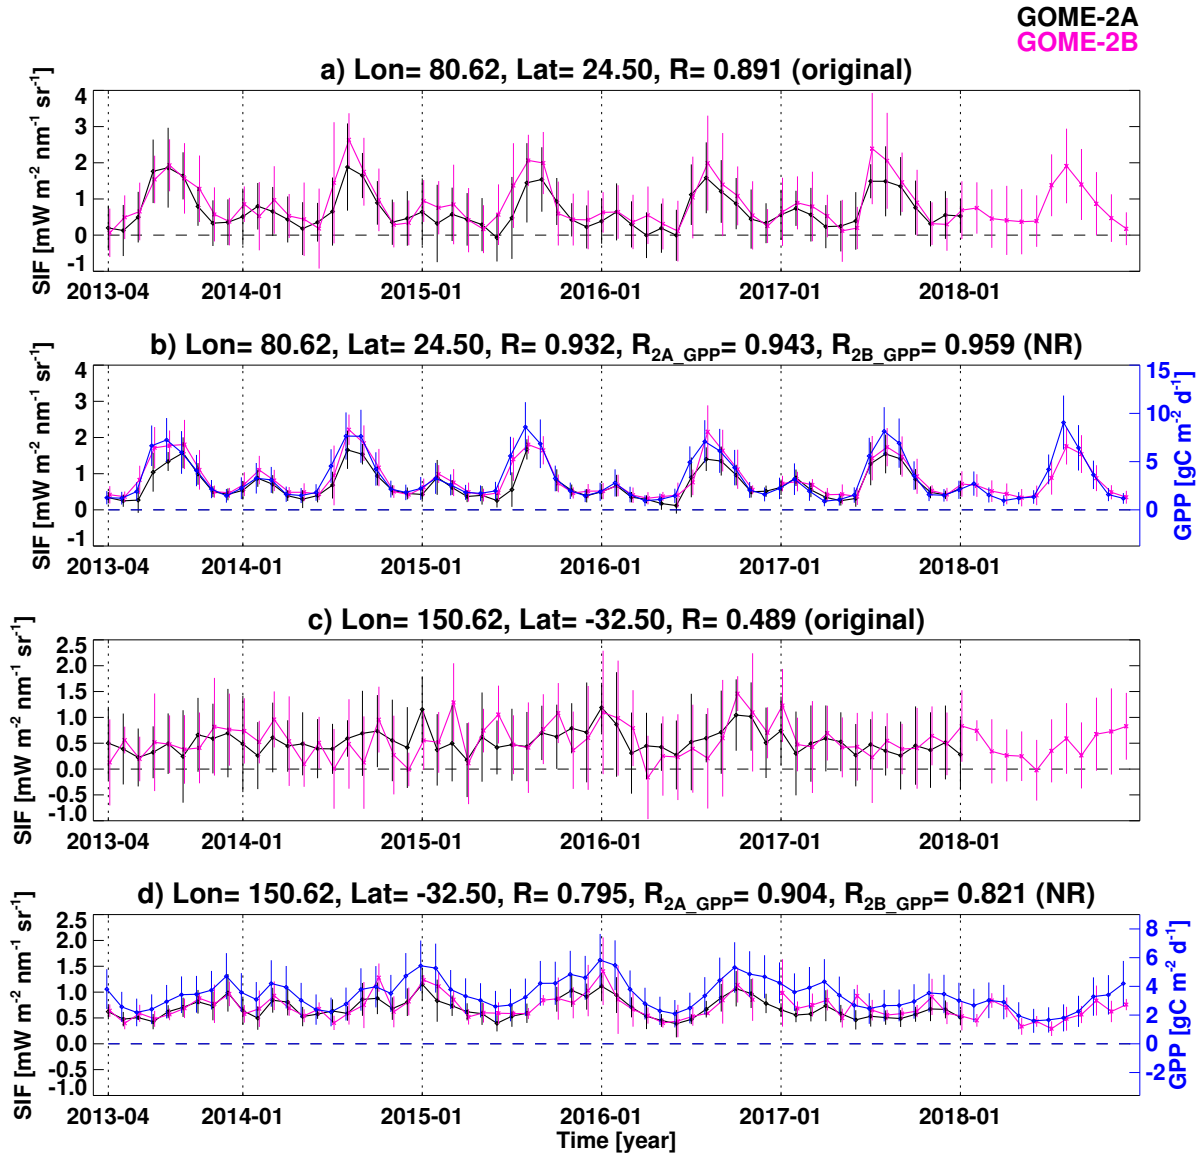 GOME-2A
GOME-2B
a) Lon= 80.62, Lat= 24.50, R= 0.891 (original)
SIF [mW m⁻² nm⁻¹ sr⁻¹]
4
3
2
1
0
-1
2013-04 2014-01 2015-01 2016-01 2017-01 2018-01
b) Lon= 80.62, Lat= 24.50, R= 0.932, R2A_GPP= 0.943, R2B_GPP= 0.959 (NR)
SIF [mW m⁻² nm⁻¹ sr⁻¹]
4
3
2
1
0
-1
15
10
5
0
GPP [gC m⁻² d⁻¹]
2013-04 2014-01 2015-01 2016-01 2017-01 2018-01
c) Lon= 150.62, Lat= -32.50, R= 0.489 (original)
SIF [mW m⁻² nm⁻¹ sr⁻¹]
2.5
2.0
1.5
1.0
0.5
0.0
-0.5
-1.0
2013-04 2014-01 2015-01 2016-01 2017-01 2018-01
d) Lon= 150.62, Lat= -32.50, R= 0.795, R2A_GPP= 0.904, R2B_GPP= 0.821 (NR)
SIF [mW m⁻² nm⁻¹ sr⁻¹]
2.5
2.0
1.5
1.0
0.5
0.0
-0.5
-1.0
8
6
4
2
0
-2
GPP [gC m⁻² d⁻¹]
2013-04 2014-01 2015-01 2016-01 2017-01 2018-01
Time [year]